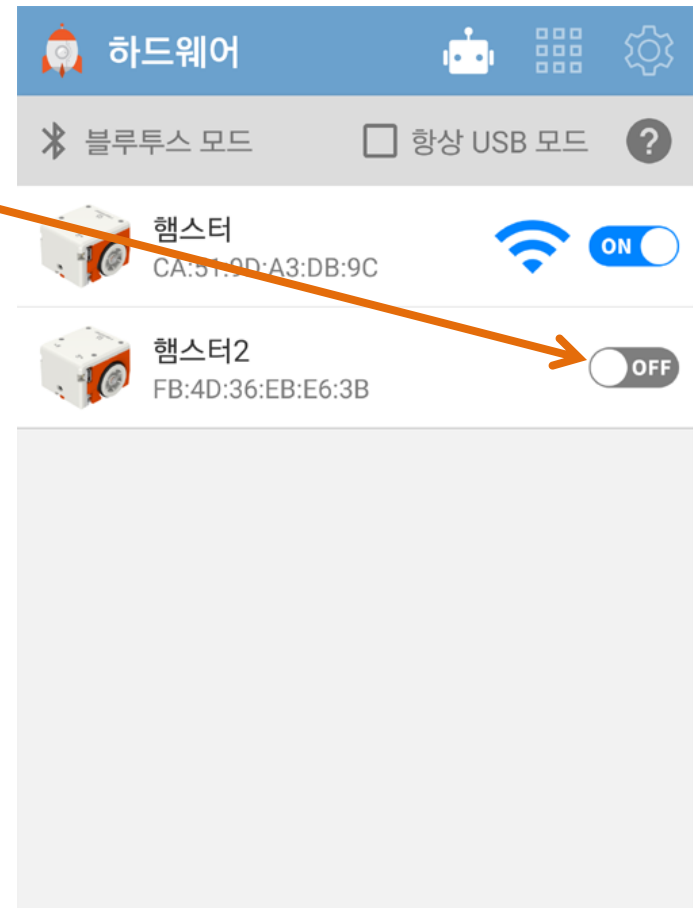 하드웨어
블루투스 모드 항상 USB 모드 ?
햄스터
CA:51:9D:A3:DB:9C ON
햄스터2
FB:4D:36:EB:E6:3B OFF